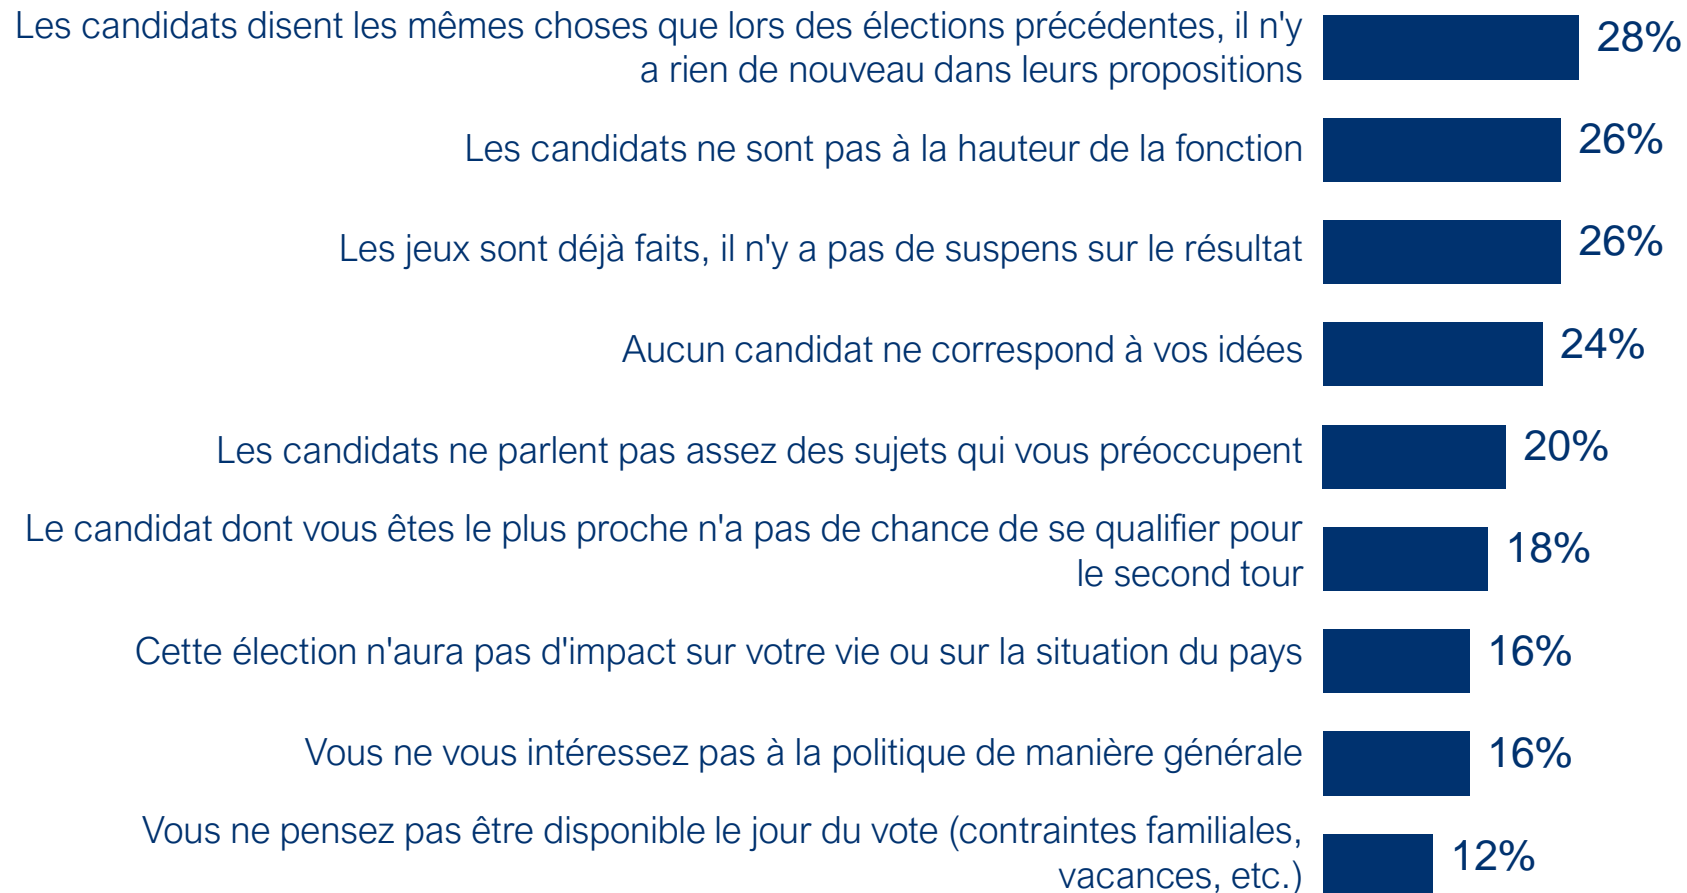 Les candidats disent les mêmes choses que lors des élections précédentes, il n'y
a rien de nouveau dans leurs propositions
28%
Les candidats ne sont pas à la hauteur de la fonction
26%
Les jeux sont déjà faits, il n'y a pas de suspens sur le résultat
26%
Aucun candidat ne correspond à vos idées
24%
Les candidats ne parlent pas assez des sujets qui vous préoccupent
20%
Le candidat dont vous êtes le plus proche n'a pas de chance de se qualifier pour
le second tour
18%
Cette élection n'aura pas d'impact sur votre vie ou sur la situation du pays
16%
Vous ne vous intéressez pas à la politique de manière générale
16%
Vous ne pensez pas être disponible le jour du vote (contraintes familiales,
vacances, etc.)
12%